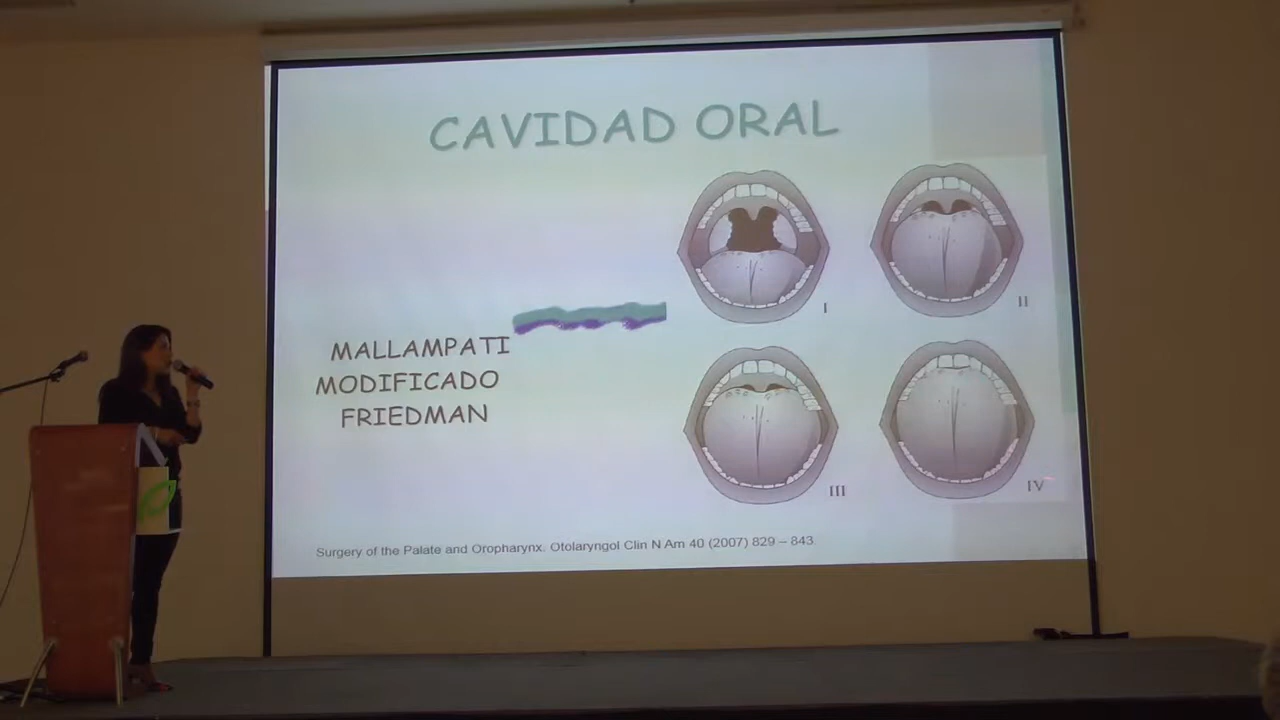 CAVIDAD ORAL
I
II
MALLAMPATI
MODIFICADO
FRIEDMAN
III
IV
Surgery of the Palate and Oropharynx. Otolaryngol Clin N Am 40 (2007) 829 – 843.